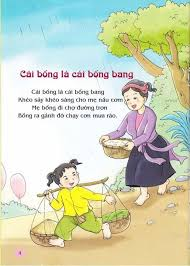 Cái bống là cái bống bang
Cái bống là cái bống bang
Khéo sảy khéo sàng cho mẹ nấu cơm
Mẹ bống đi chợ đường trơn
Bống ra gánh đỡ chạy cơn mưa ròng.
4